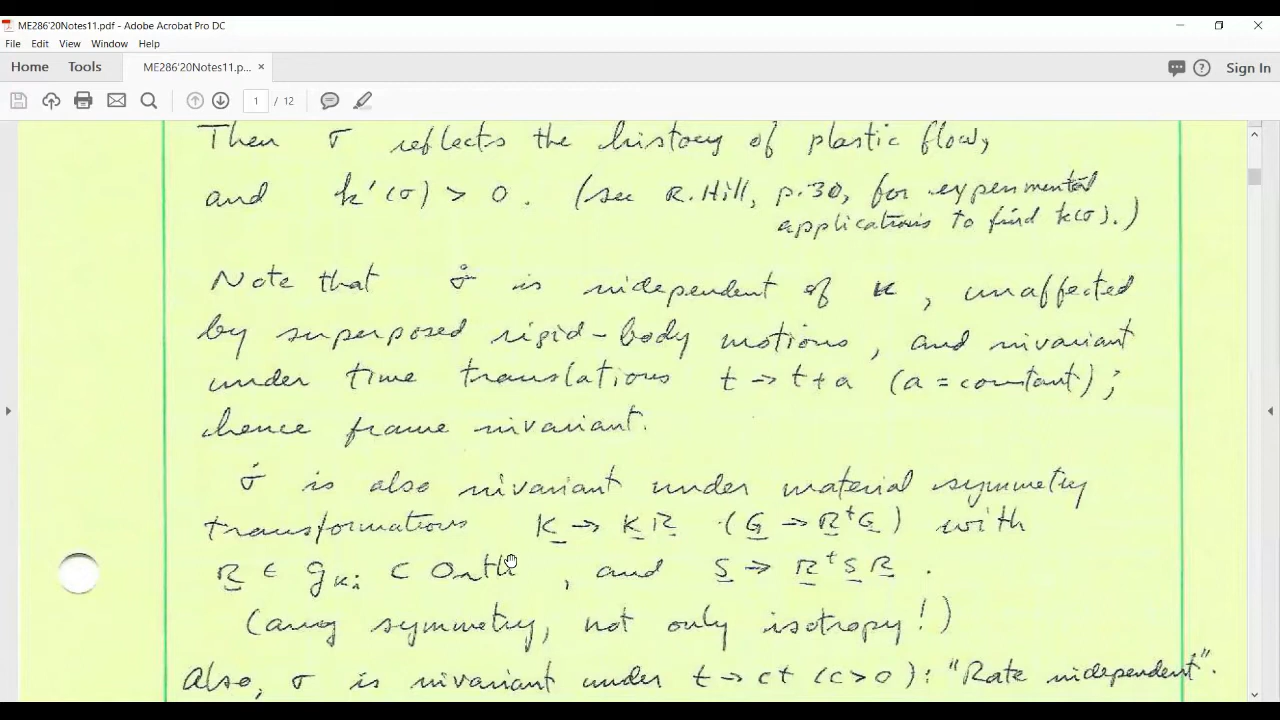 ME286'20Notes11.pdf - Adobe Acrobat Pro DC
File Edit View Window Help
Home Tools ME286'20Notes11.p... × Sign In
1 / 12
Then σ reflects the history of plastic flow,
and k'(σ) > 0. (see R. Hill, p.30, for experimental
applications to find k(σ).)
Note that σ̊ is independent of κ, unaffected
by superposed rigid-body motions, and invariant
under time translations t → t + a (a = constant);
hence frame invariant.
σ̇ is also invariant under material symmetry
transformations K → KR (G → RᵗG) with
R ∈ g_κᵢ ⊂ Orth⁺, and S → RᵗSR.
(any symmetry, not only isotropy!)
Also, σ is invariant under t → ct (c > 0): "Rate independent".